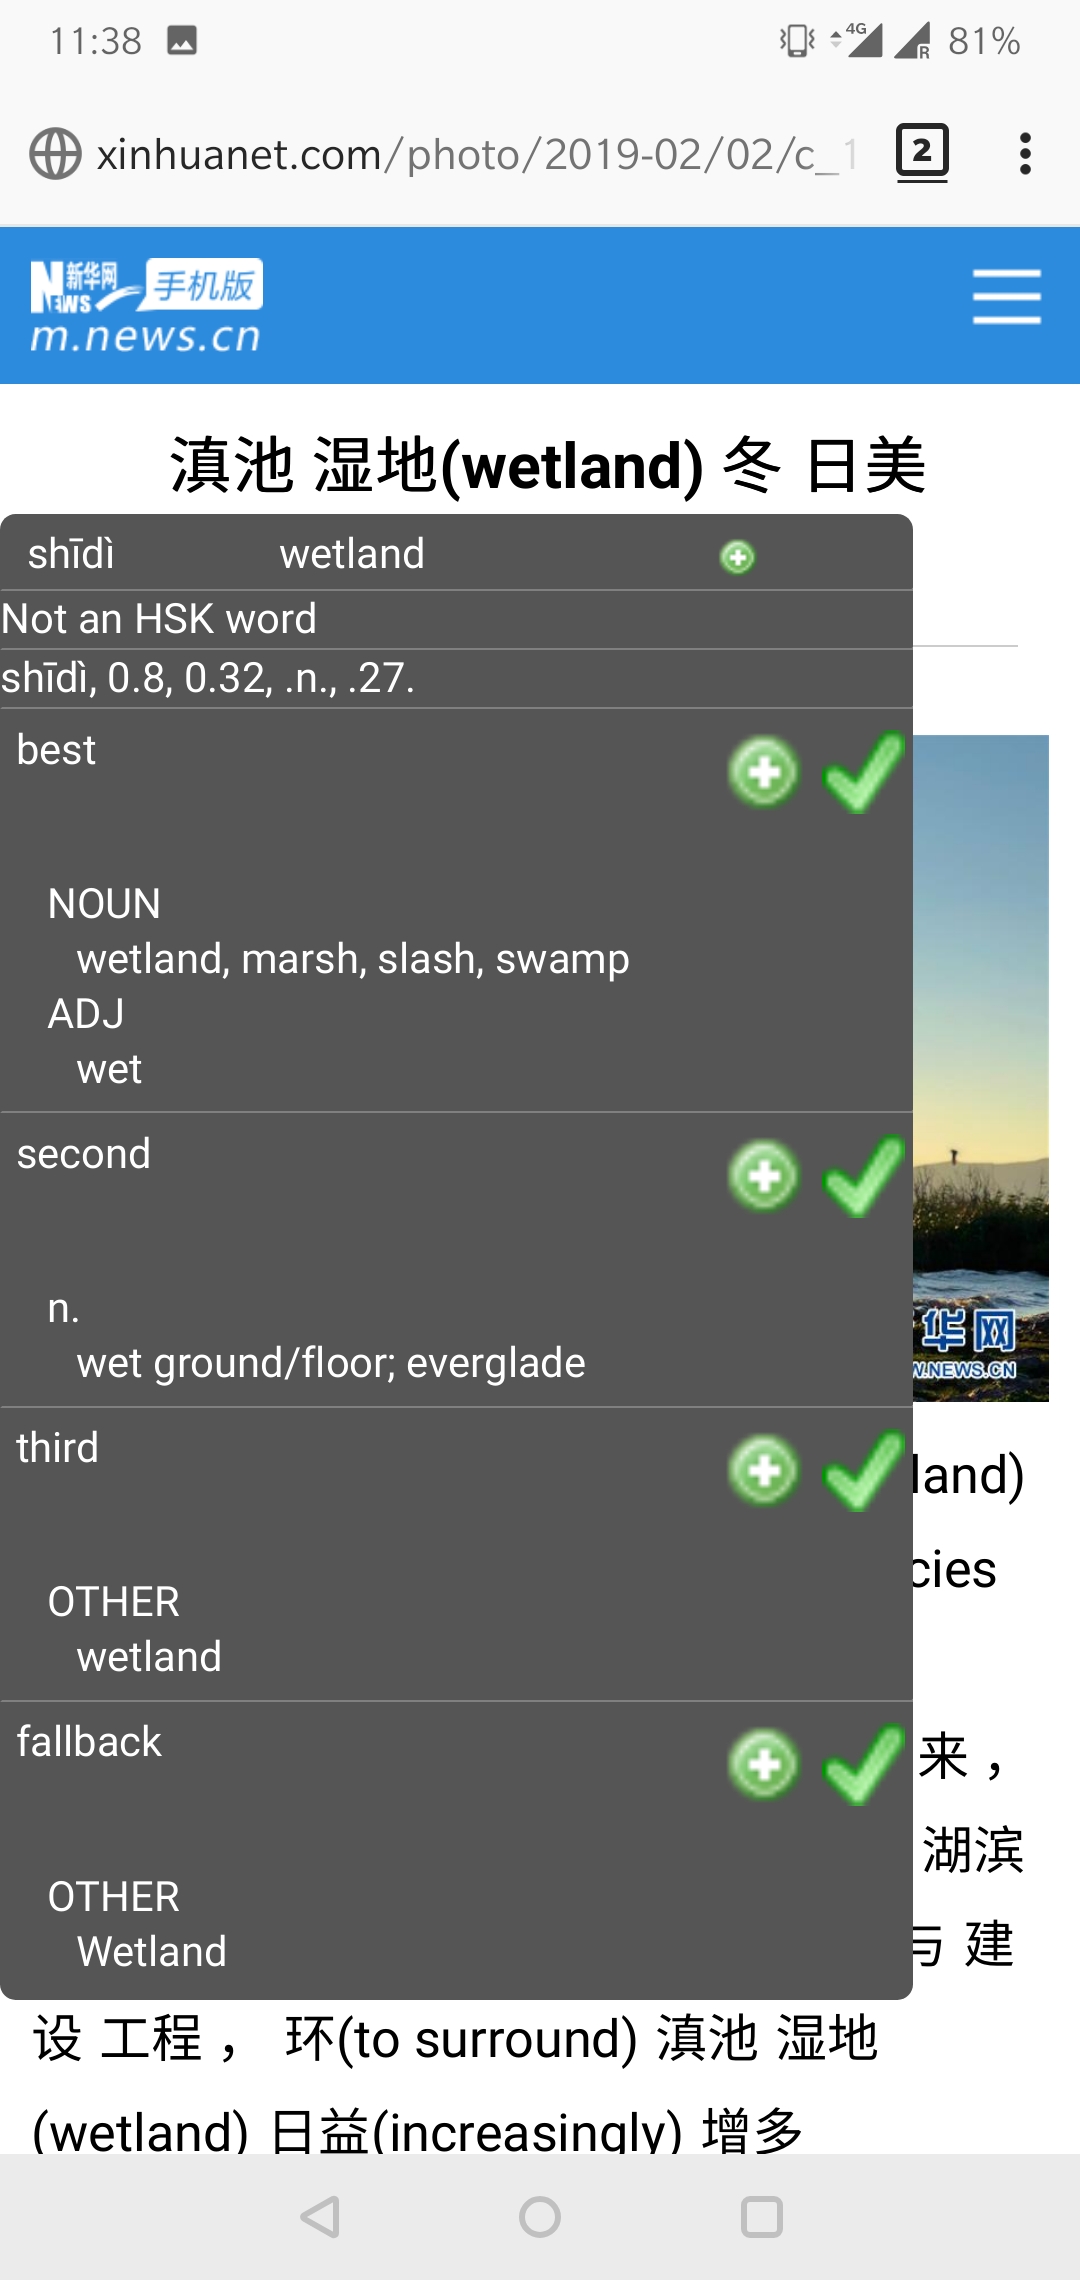 11:38 4G R 81%
xinhuanet.com/photo/2019-02/02/c_1 2
新华网
NEWS 手机版
m.news.cn
滇池 湿地(wetland) 冬 日美
shīdì wetland
Not an HSK word
shīdì, 0.8, 0.32, .n., .27.
best
NOUN
wetland, marsh, slash, swamp
ADJ
wet
second
n.
wet ground/floor; everglade
华网
.NEWS.CN
third
land)
cies
OTHER
wetland
fallback
来，
湖滨
OTHER
与 建
Wetland
设 工程， 环(to surround) 滇池 湿地
(wetland) 日益(increasingly) 增多